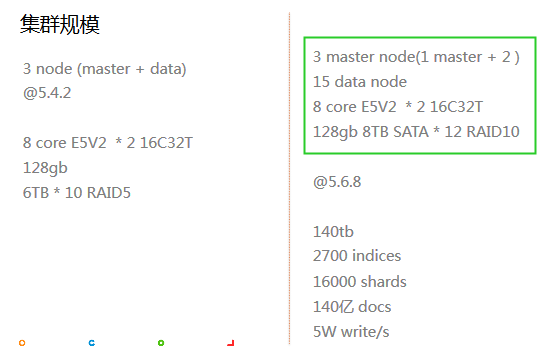 集群规模
3 node (master + data)
@5.4.2
8 core E5V2 * 2 16C32T
128gb
6TB * 10 RAID5
3 master node(1 master + 2 )
15 data node
8 core E5V2 * 2 16C32T
128gb 8TB SATA * 12 RAID10
@5.6.8
140tb
2700 indices
16000 shards
140亿 docs
5W write/s